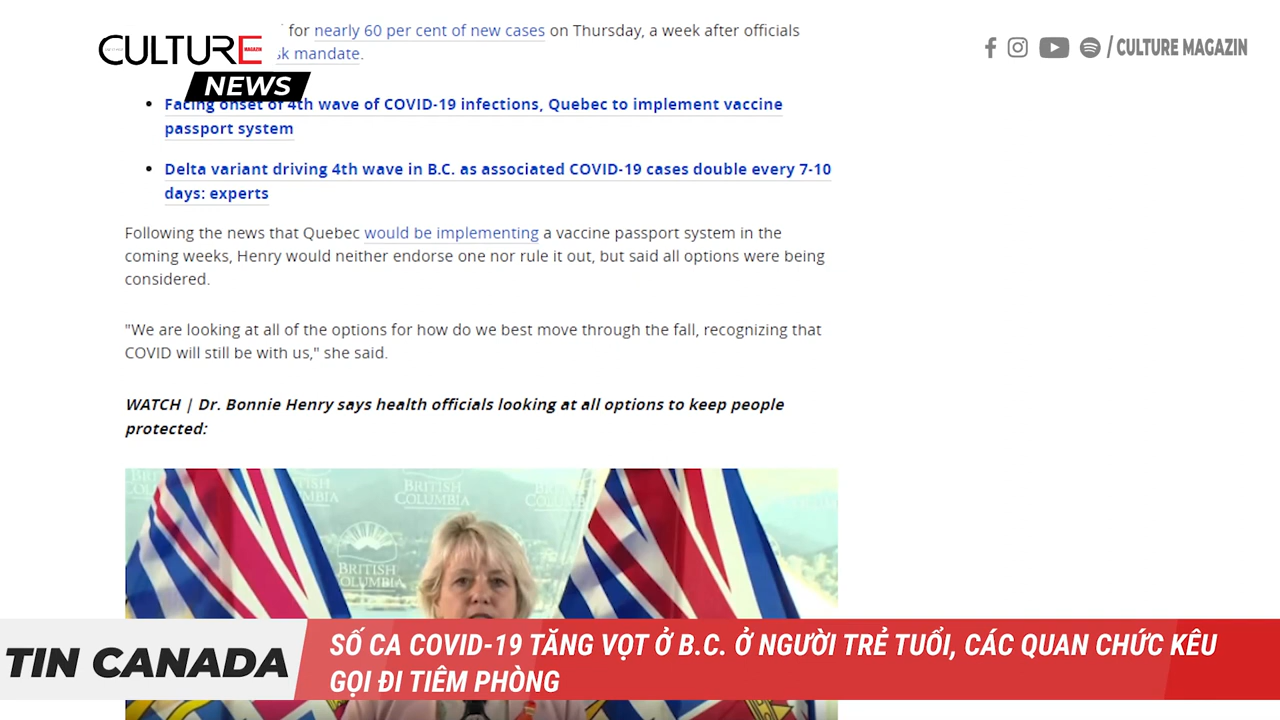 for nearly 60 per cent of new cases on Thursday, a week after officials
CULTURE MAGAZIN
/ CULTURE MAGAZIN
mandate.
NEWS
• Facing onset of 4th wave of COVID-19 infections, Quebec to implement vaccine
passport system
• Delta variant driving 4th wave in B.C. as associated COVID-19 cases double every 7-10
days: experts
Following the news that Quebec would be implementing a vaccine passport system in the
coming weeks, Henry would neither endorse one nor rule it out, but said all options were being
considered.
"We are looking at all of the options for how do we best move through the fall, recognizing that
COVID will still be with us," she said.
WATCH | Dr. Bonnie Henry says health officials looking at all options to keep people
protected:
BRITISH
COLUMBIA
BRITISH
COLUMBIA
TIN CANADA
SỐ CA COVID-19 TĂNG VỌT Ở B.C. Ở NGƯỜI TRẺ TUỔI, CÁC QUAN CHỨC KÊU
GỌI ĐI TIÊM PHÒNG